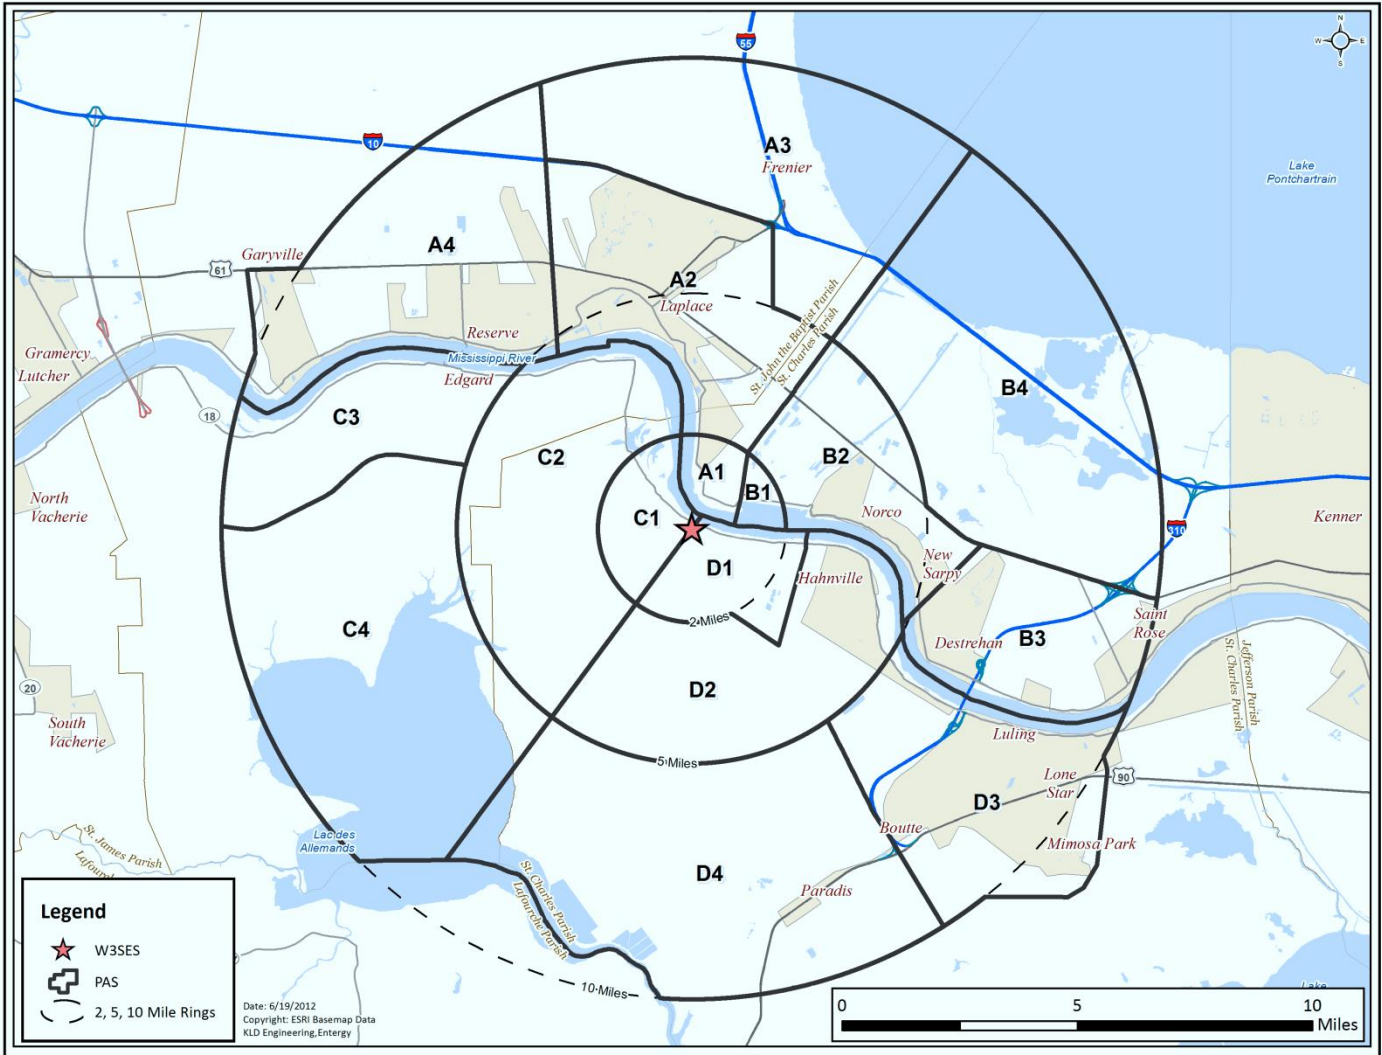 N
W E
S
55
10
A3
Frenier
Lake
Pontchartrain
61
Garyville
A4
A2
Laplace
St. John the Baptist Parish
St. Charles Parish
Gramercy
Lutcher
Reserve
Mississippi River
Edgard
18
C3
C2
A1
B1
B2
B4
North
Vacherie
C1
Norco
310
Kenner
D1
Hahnville
New
Sarpy
2 Miles
C4
Destrehan
B3
Saint
Rose
Jefferson Parish
St. Charles Parish
20
South
Vacherie
D2
Luling
5 Miles
Lone
Star
90
D3
Boutte
Mimosa Park
Lac des
Allemands
St. James Parish
D4
Paradis
St. Charles Parish
Lafourche Parish
10 Miles
Lake
Legend
W3SES
PAS
2, 5, 10 Mile Rings
Date: 6/19/2012
Copyright: ESRI Basemap Data
KLD Engineering,Entergy
0 5 10
Miles